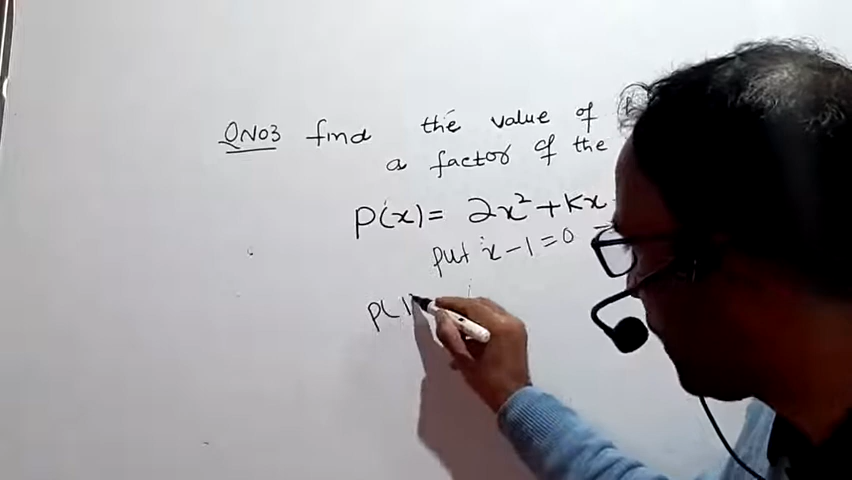 QNO3 find the value of
a factor of the
P(x) = 2x² + Kx
put x - 1 = 0
P(1